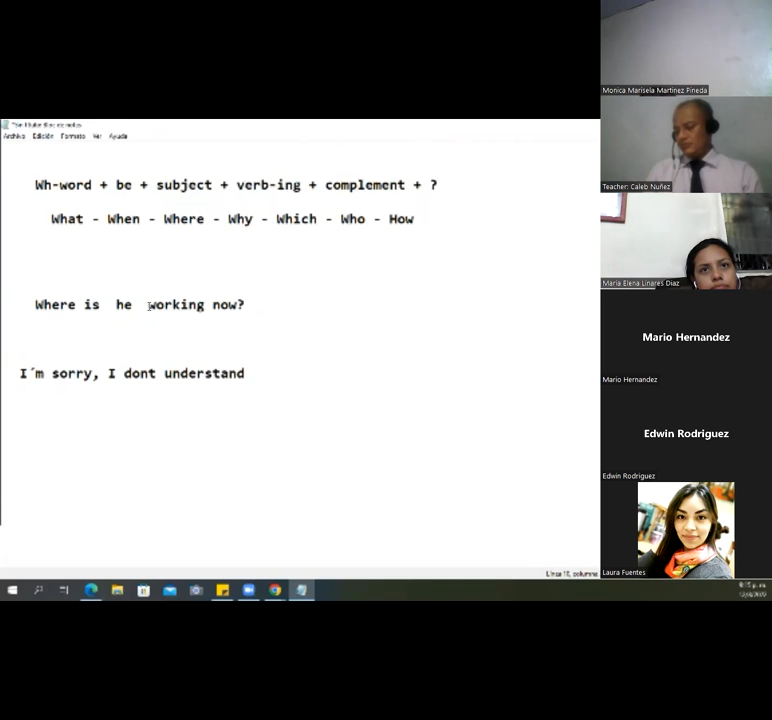 Monica Marisela Martinez Pineda
Archivo Edición Formato Ver Ayuda
Wh-word + be + subject + verb-ing + complement + ?
Teacher: Caleb Nuñez
What - When - Where - Why - Which - Who - How
Maria Elena Linares Diaz
Where is he working now?
Mario Hernandez
Mario Hernandez
I´m sorry, I dont understand
Edwin Rodriguez
Edwin Rodriguez
Laura Fuentes